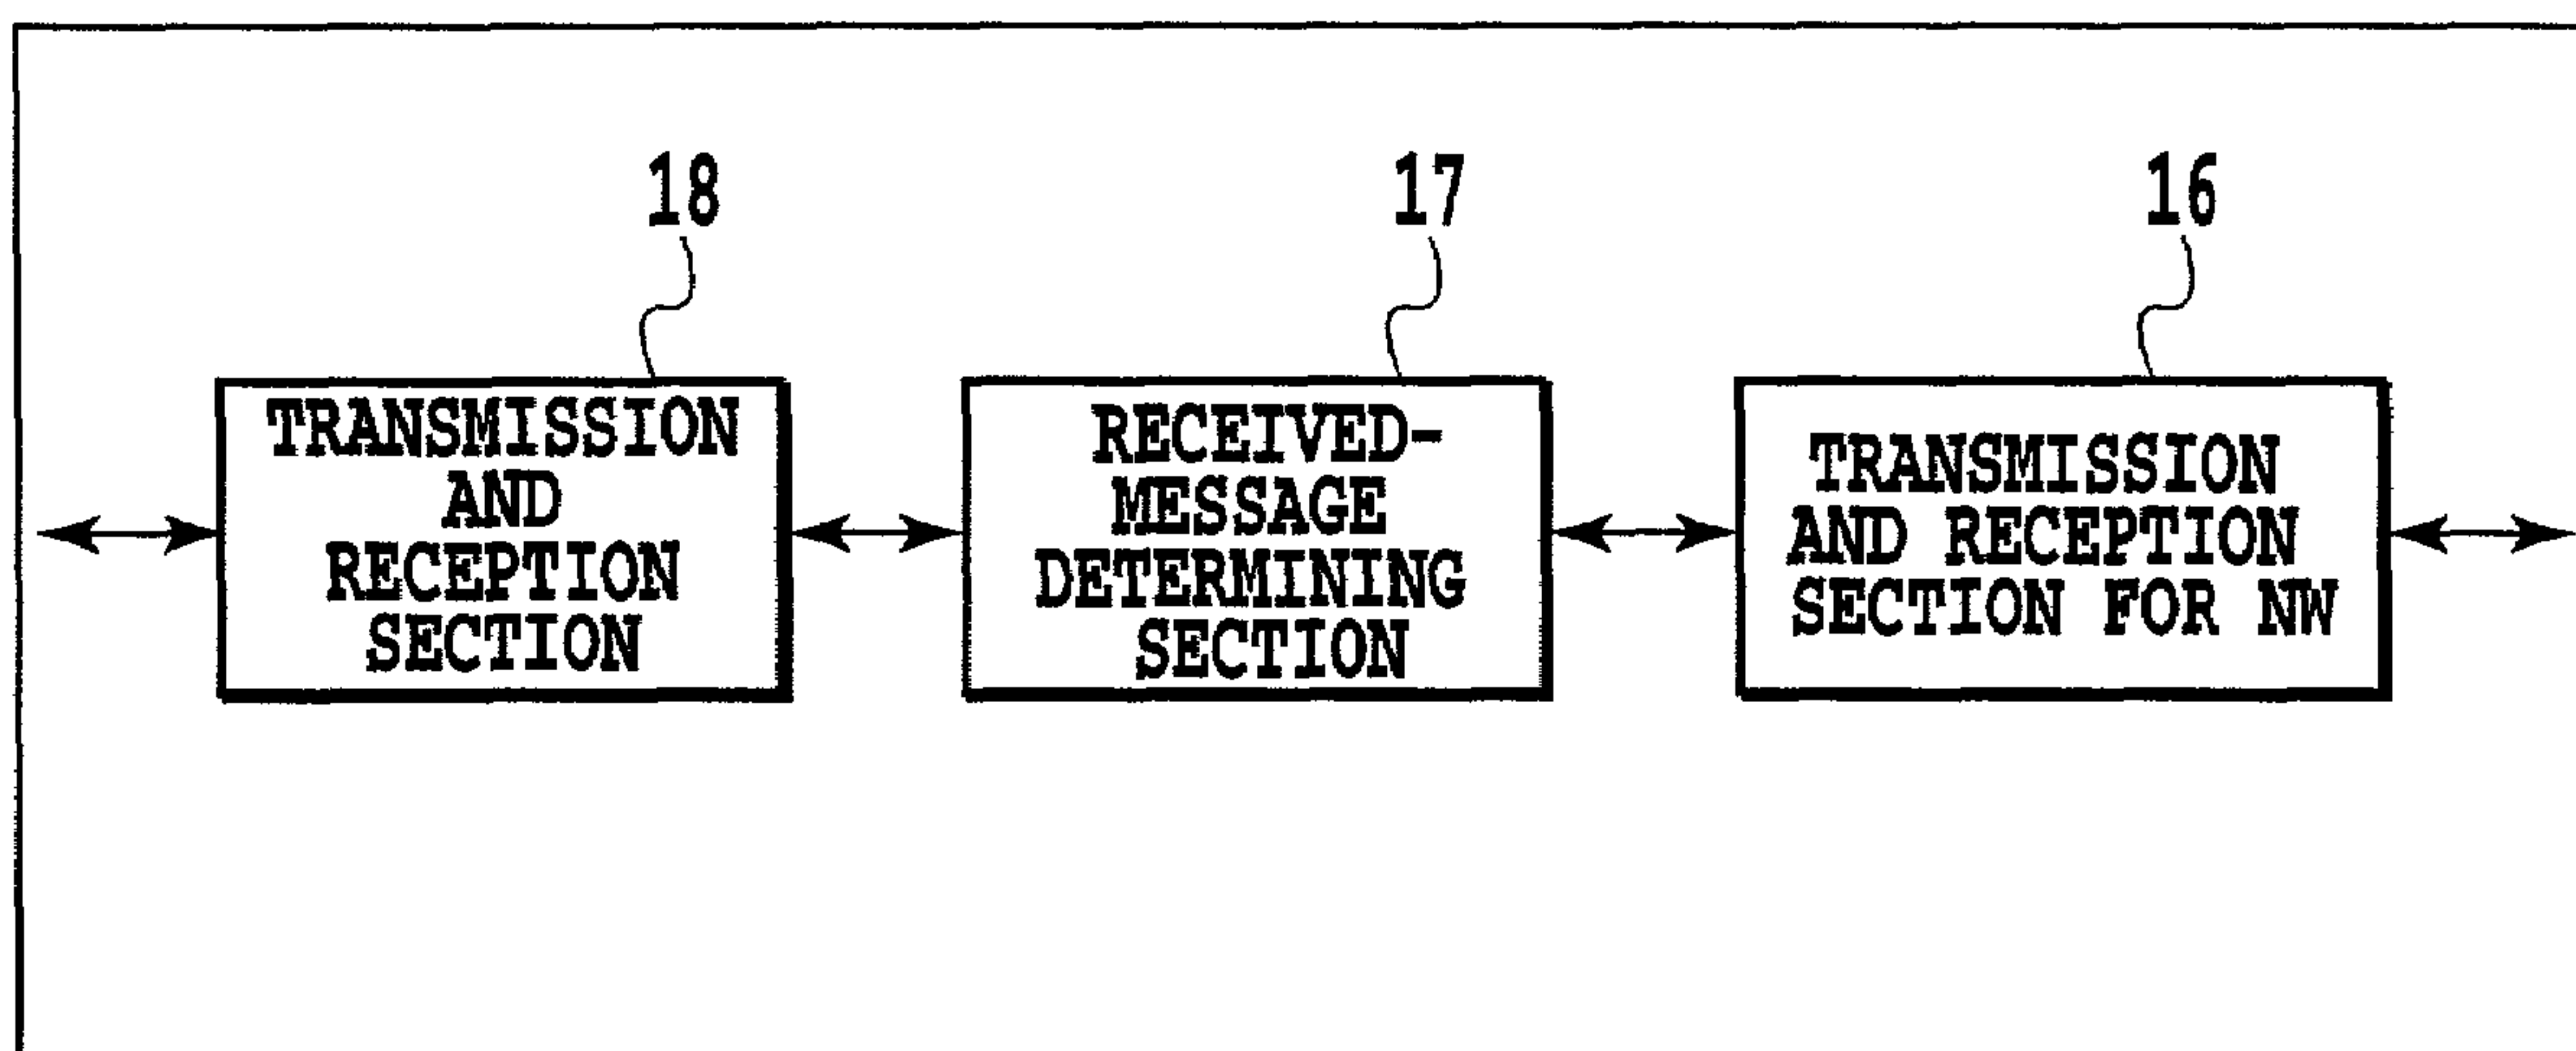 18
17
16
TRANSMISSION
AND
RECEPTION
SECTION
RECEIVED-
MESSAGE
DETERMINING
SECTION
TRANSMISSION
AND RECEPTION
SECTION FOR NW